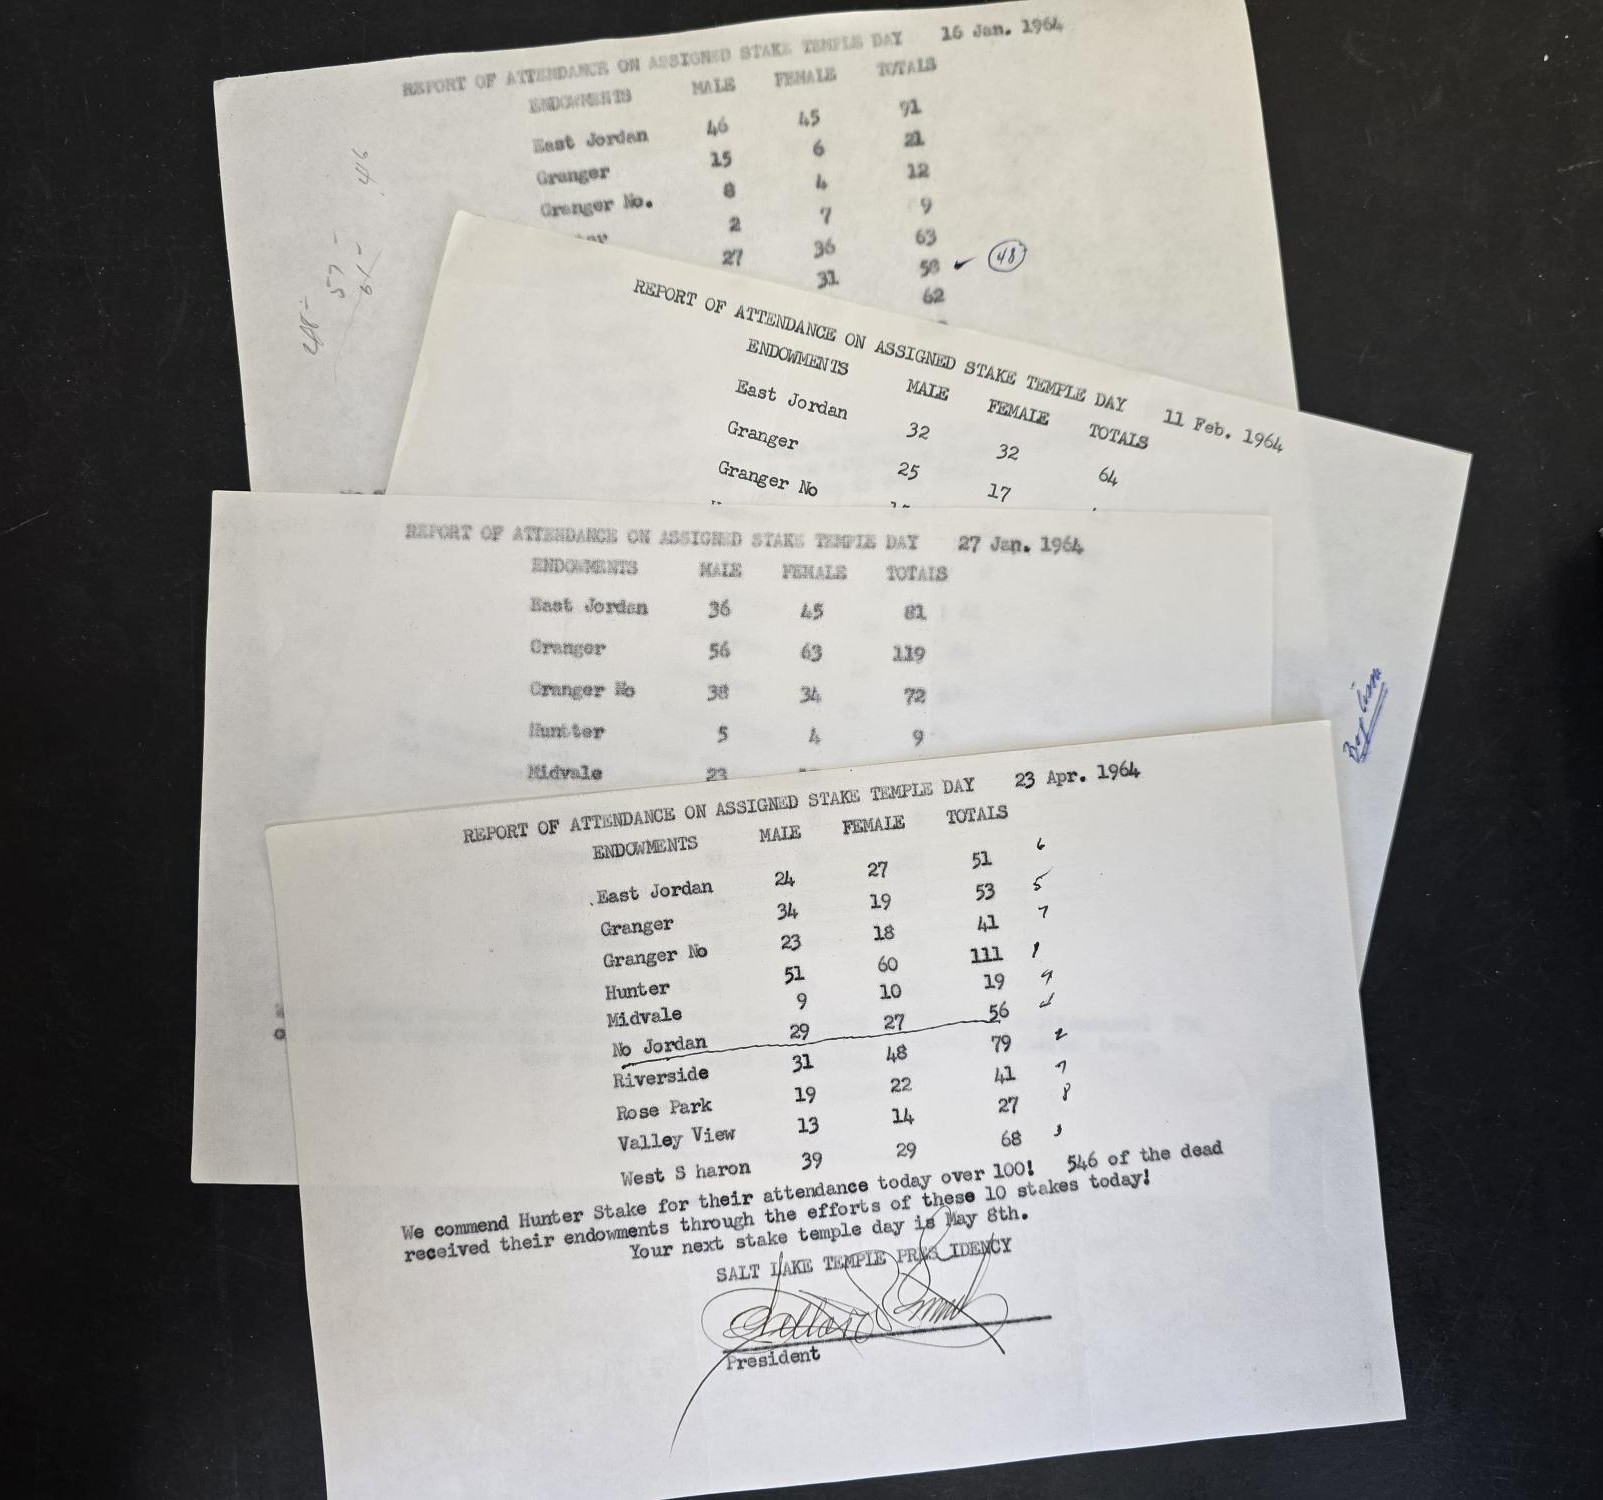 REPORT OF ATTENDANCE ON ASSIGNED STAKE TEMPLE DAY 16 Jan. 1964
ENDOWMENTS MALE FEMALE TOTALS
East Jordan 46 45 91
Granger 15 6 21
Granger No. 8 4 12
2 7 9
27 36 63
31 58 ✓ 48
62
46
57 -
61 -
48 -
REPORT OF ATTENDANCE ON ASSIGNED STAKE TEMPLE DAY 11 Feb. 1964
ENDOWMENTS MALE FEMALE TOTALS
East Jordan 32 32 64
Granger 25 17
Granger No
REPORT OF ATTENDANCE ON ASSIGNED STAKE TEMPLE DAY 27 Jan. 1964
ENDOWMENTS MALE FEMALE TOTALS
East Jordan 36 45 81
Granger 56 63 119
Granger No 38 34 72
Huntter 5 4 9
Midvale 23
REPORT OF ATTENDANCE ON ASSIGNED STAKE TEMPLE DAY 23 Apr. 1964
ENDOWMENTS MALE FEMALE TOTALS
East Jordan 24 27 51 6
Granger 34 19 53 5
Granger No 23 18 41 7
Hunter 51 60 111 1
Midvale 9 10 19 9
No Jordan 29 27 56 4
Riverside 31 48 79 2
Rose Park 19 22 41 7
Valley View 13 14 27 8
West S haron 39 29 68 3
We commend Hunter Stake for their attendance today over 100! 546 of the dead
received their endowments through the efforts of these 10 stakes today!
Your next stake temple day is May 8th.
SALT LAKE TEMPLE PRESIDENCY
President